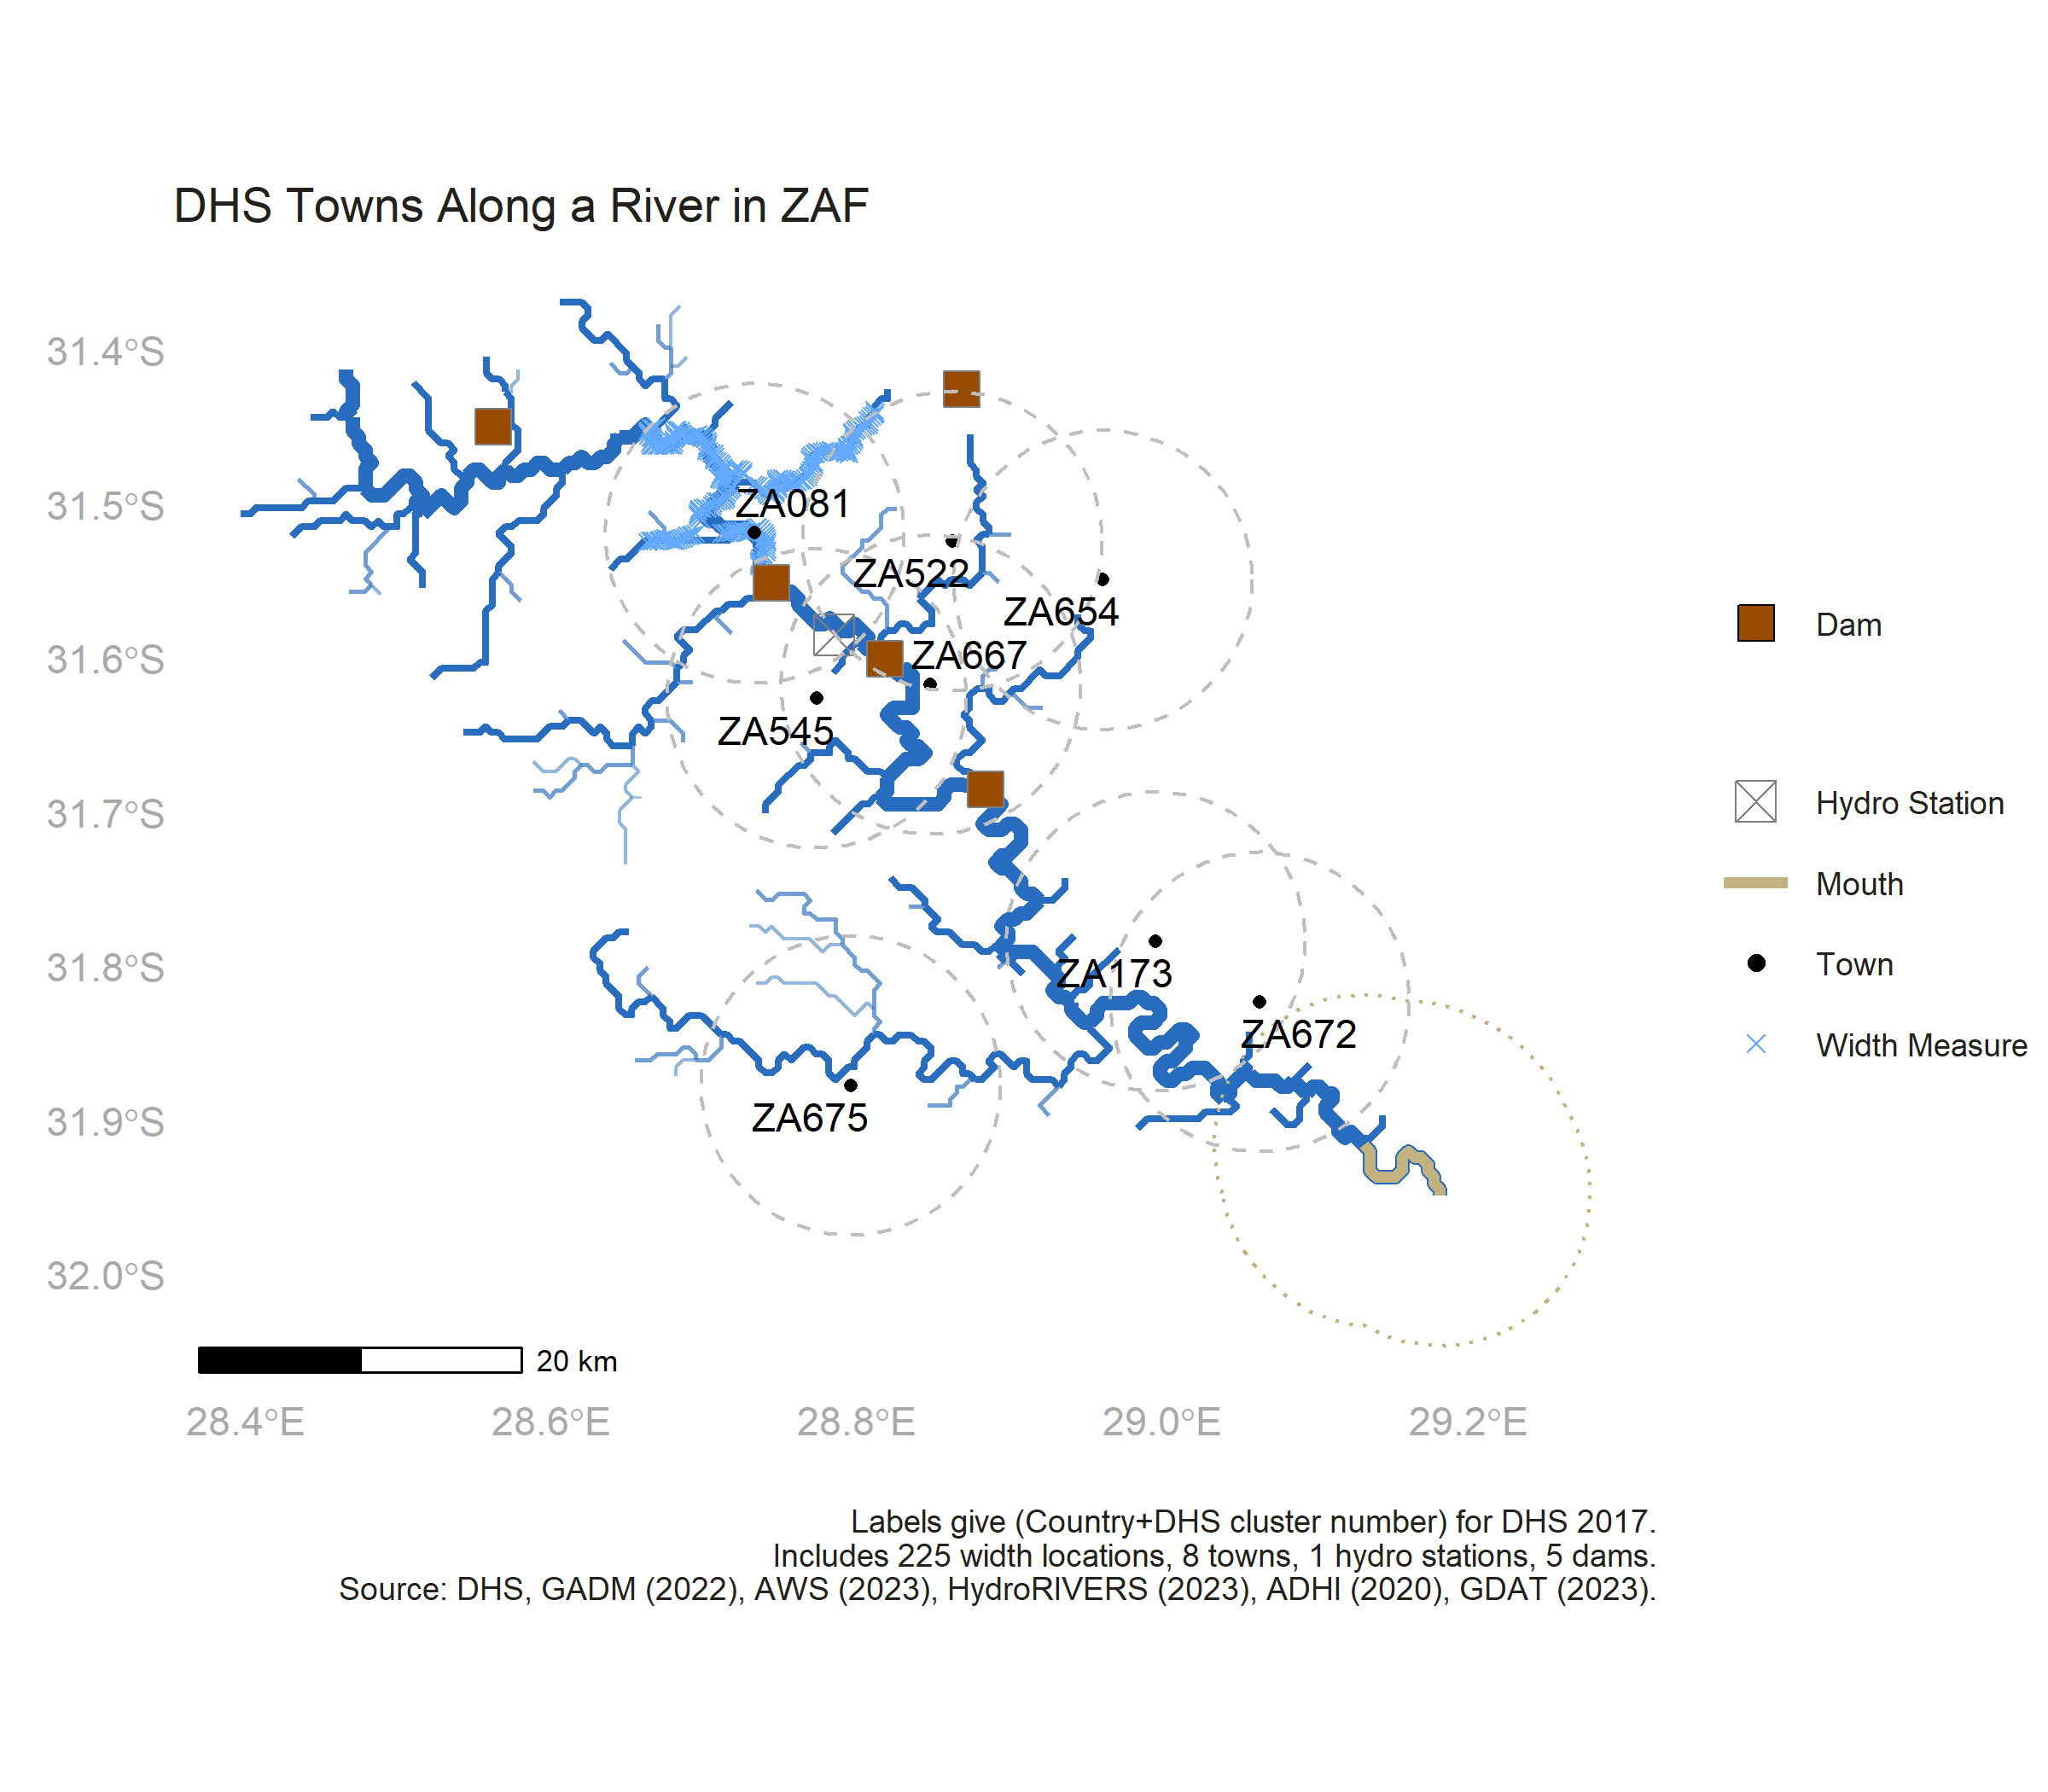 DHS Towns Along a River in ZAF
31.4°S
31.5°S
31.6°S
31.7°S
31.8°S
31.9°S
32.0°S
ZA081
ZA522
ZA654
ZA667
ZA545
ZA173
ZA672
ZA675
Dam
Hydro Station
Mouth
Town
Width Measure
20 km
28.4°E
28.6°E
28.8°E
29.0°E
29.2°E
Labels give (Country+DHS cluster number) for DHS 2017.
Includes 225 width locations, 8 towns, 1 hydro stations, 5 dams.
Source: DHS, GADM (2022), AWS (2023), HydroRIVERS (2023), ADHI (2020), GDAT (2023).